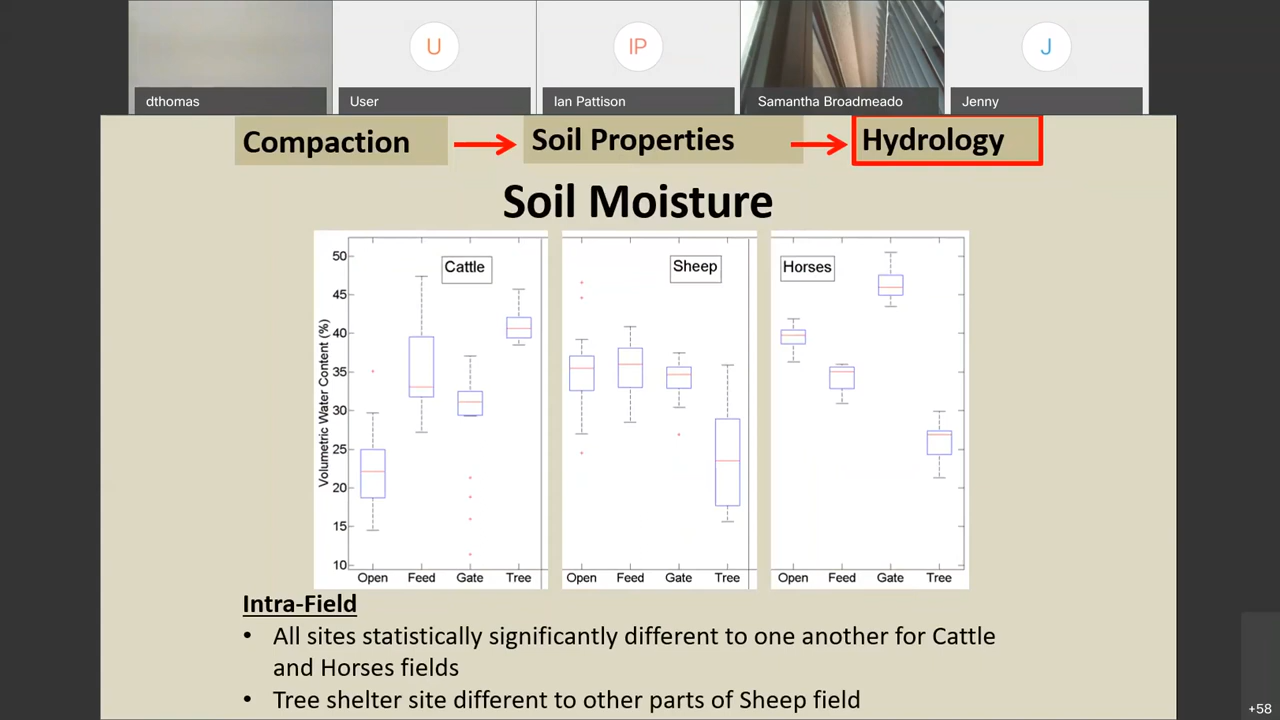 U
IP
J
dthomas
User
Ian Pattison
Samantha Broadmeado
Jenny
Compaction
Soil Properties
Hydrology
Soil Moisture
Volumetric Water Content (%)
50
45
40
35
30
25
20
15
10
Cattle
Open Feed Gate Tree
Sheep
Open Feed Gate Tree
Horses
Open Feed Gate Tree
Intra-Field
• All sites statistically significantly different to one another for Cattle
and Horses fields
• Tree shelter site different to other parts of Sheep field
+58